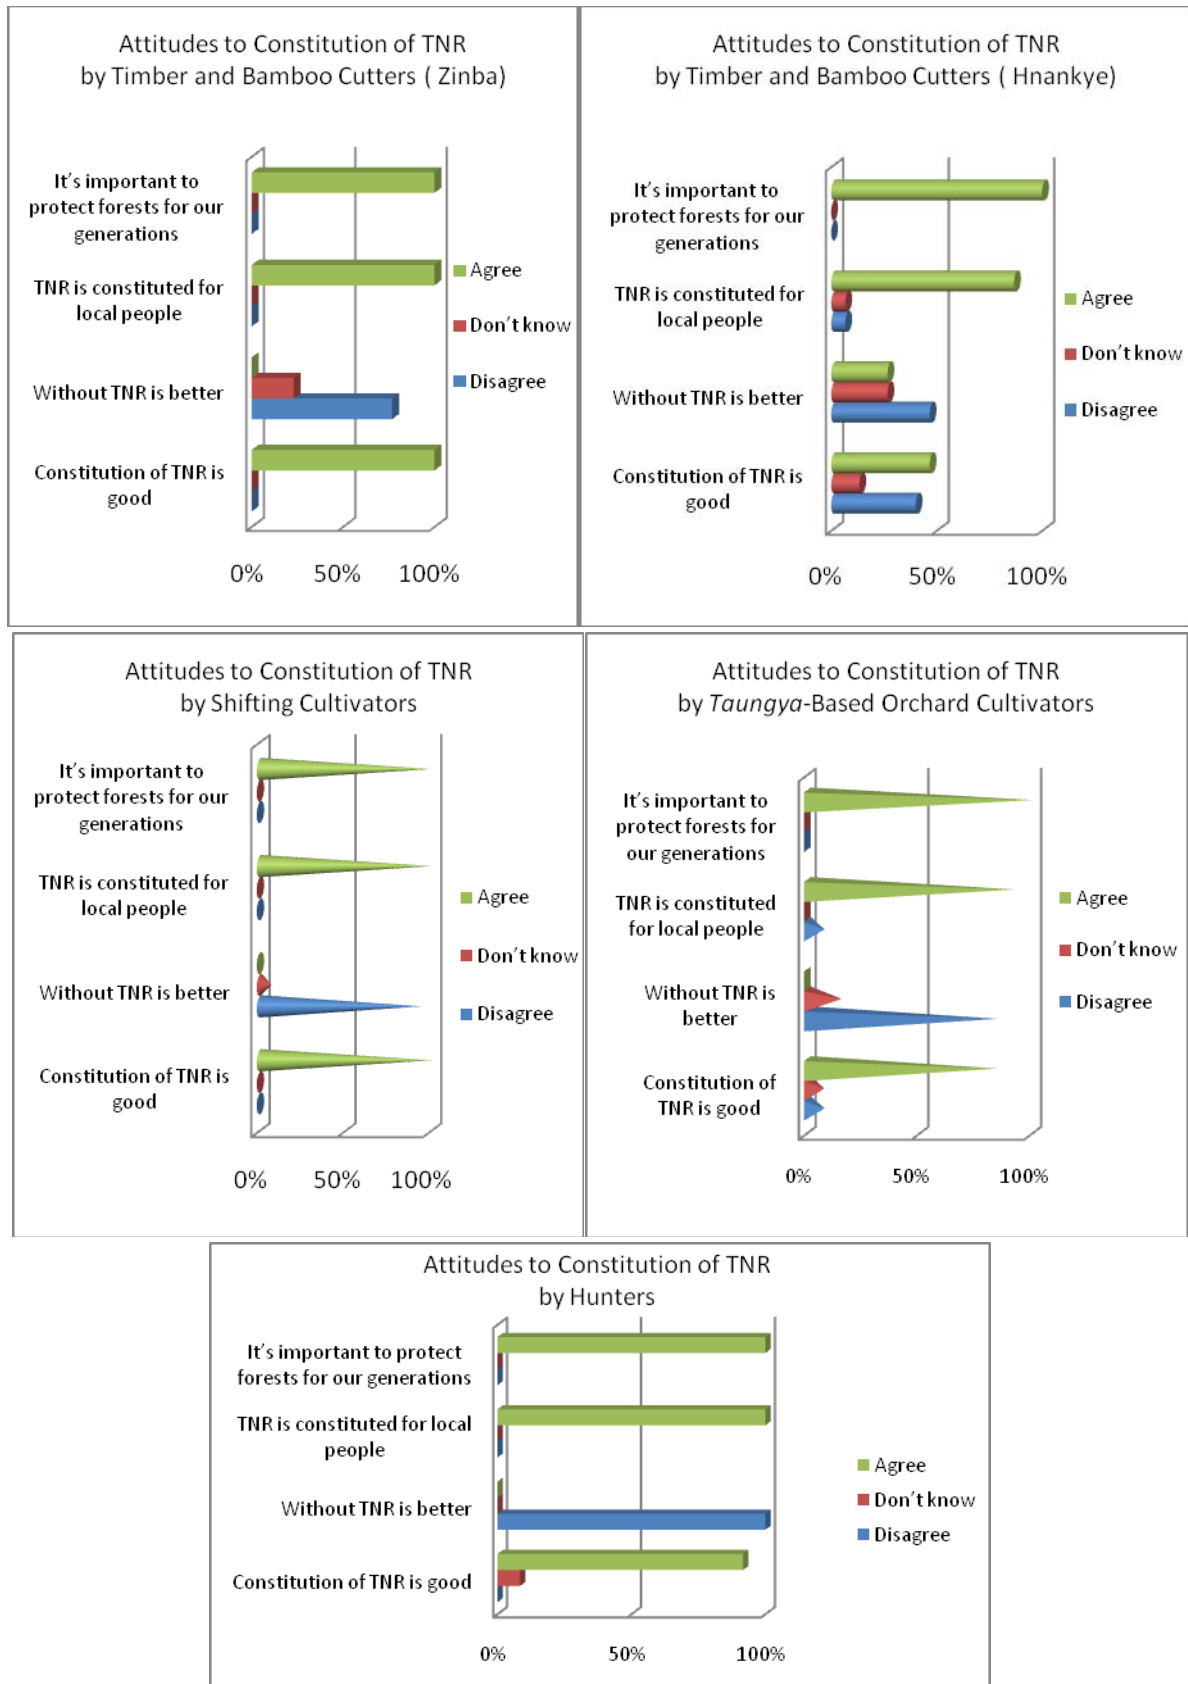 Attitudes to Constitution of TNR
by Timber and Bamboo Cutters ( Zinba)
It's important to
protect forests for our
generations
TNR is constituted for
local people
Without TNR is better
Constitution of TNR is
good
Agree
Don't know
Disagree
0% 50% 100%
Attitudes to Constitution of TNR
by Timber and Bamboo Cutters ( Hnankye)
It's important to
protect forests for our
generations
TNR is constituted for
local people
Without TNR is better
Constitution of TNR is
good
Agree
Don't know
Disagree
0% 50% 100%
Attitudes to Constitution of TNR
by Shifting Cultivators
It's important to
protect forests for our
generations
TNR is constituted for
local people
Without TNR is better
Constitution of TNR is
good
Agree
Don't know
Disagree
0% 50% 100%
Attitudes to Constitution of TNR
by Taungya-Based Orchard Cultivators
It's important to
protect forests for
our generations
TNR is constituted
for local people
Without TNR is
better
Constitution of
TNR is good
Agree
Don't know
Disagree
0% 50% 100%
Attitudes to Constitution of TNR
by Hunters
It's important to protect
forests for our generations
TNR is constituted for local
people
Without TNR is better
Constitution of TNR is good
Agree
Don't know
Disagree
0% 50% 100%